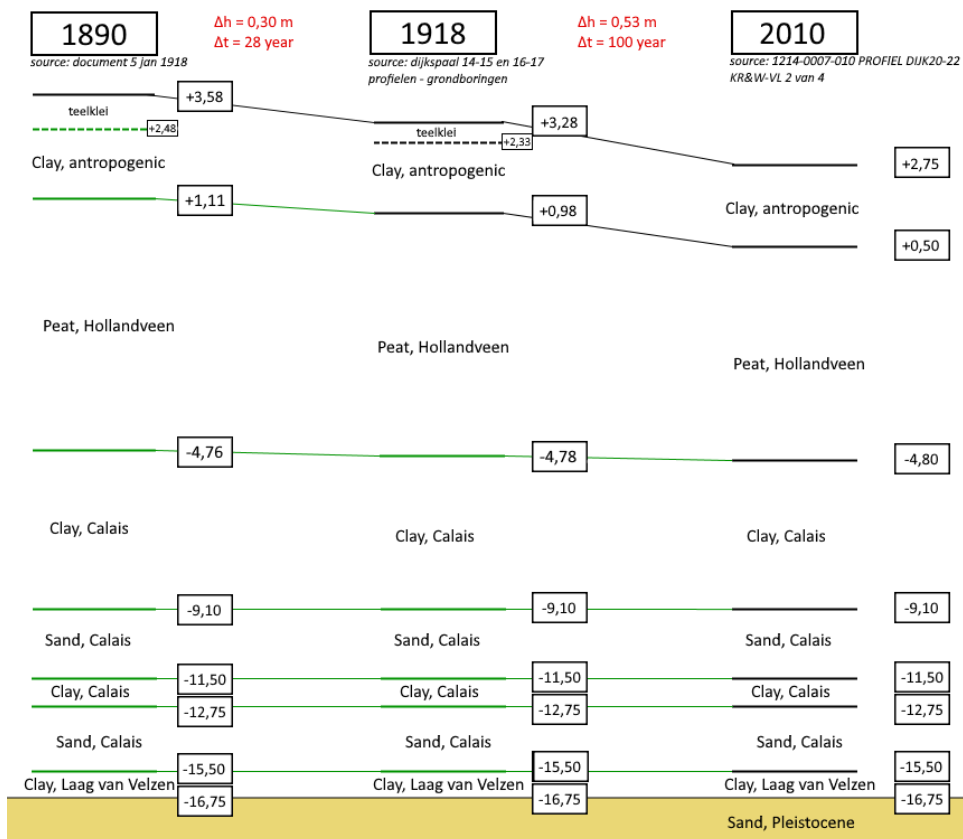 1890
Δh = 0,30 m
Δt = 28 year
1918
Δh = 0,53 m
Δt = 100 year
2010
source: document 5 jan 1918
source: dijkspaal 14-15 en 16-17
profielen - grondboringen
source: 1214-0007-010 PROFIEL DIJK20-22
KR&W-VL 2 van 4
+3,58
teelklei
+2,48
+3,28
teelklei
+2,33
Clay, antropogenic
Clay, antropogenic
+2,75
+1,11
+0,98
Clay, antropogenic
+0,50
Peat, Hollandveen
Peat, Hollandveen
Peat, Hollandveen
-4,76
-4,78
-4,80
Clay, Calais
Clay, Calais
Clay, Calais
-9,10
-9,10
-9,10
Sand, Calais
Sand, Calais
Sand, Calais
-11,50
-11,50
-11,50
Clay, Calais
Clay, Calais
Clay, Calais
-12,75
-12,75
-12,75
Sand, Calais
Sand, Calais
Sand, Calais
-15,50
-15,50
-15,50
Clay, Laag van Velzen
Clay, Laag van Velzen
Clay, Laag van Velzen
-16,75
-16,75
-16,75
Sand, Pleistocene